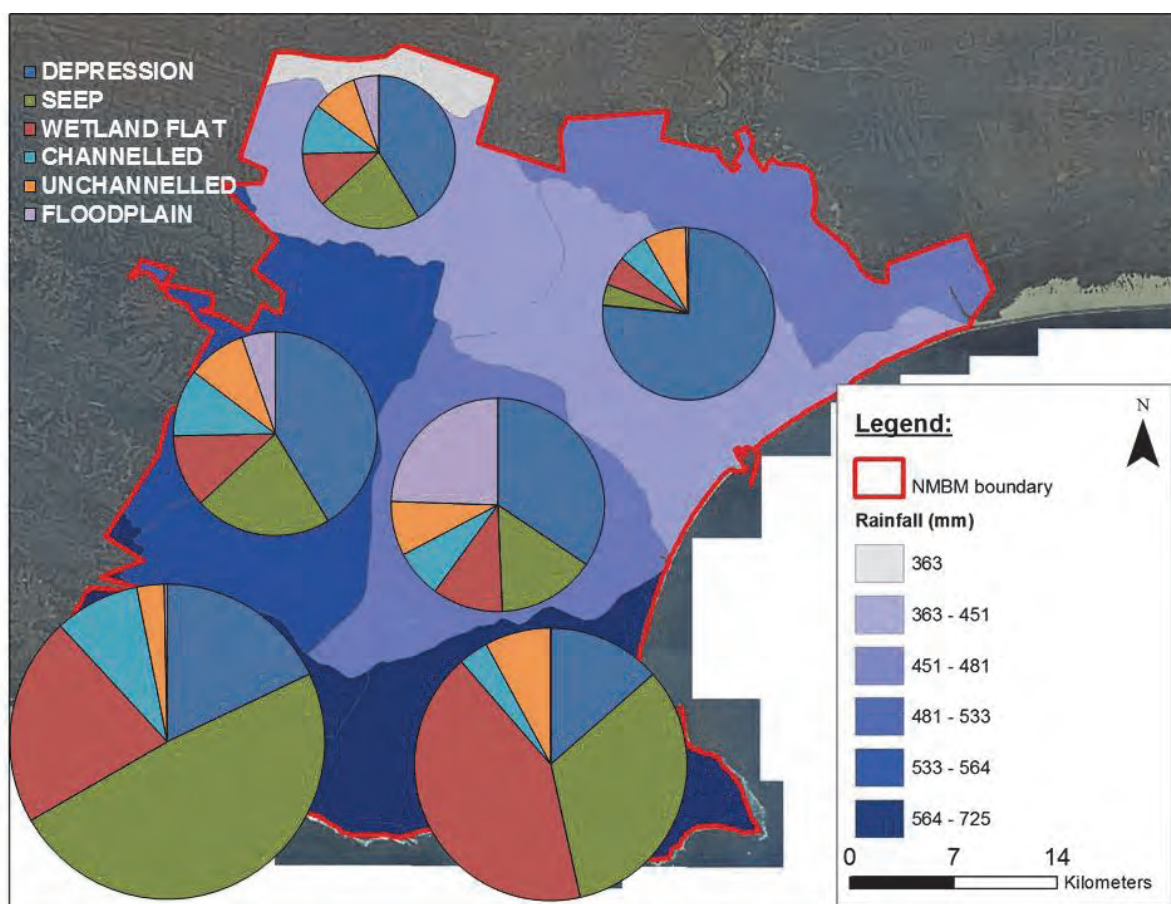 DEPRESSION
SEEP
WETLAND FLAT
CHANNELLED
UNCHANNELLED
FLOODPLAIN
N
Legend:
NMBM boundary
Rainfall (mm)
363
363 - 451
451 - 481
481 - 533
533 - 564
564 - 725
0 7 14
Kilometers